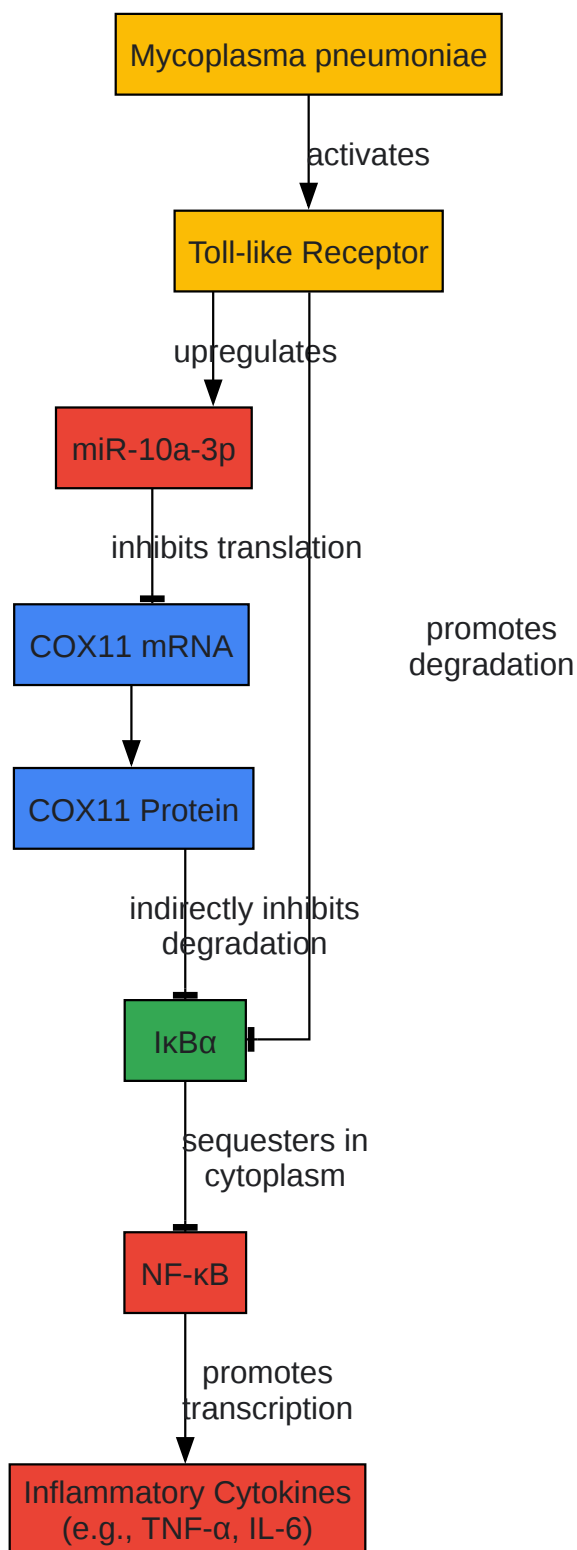 Mycoplasma pneumoniae
activates
Toll-like Receptor
upregulates
miR-10a-3p
inhibits translation
COX11 mRNA
promotes
degradation
COX11 Protein
indirectly inhibits
degradation
IκBα
sequesters in
cytoplasm
NF-κB
promotes
transcription
Inflammatory Cytokines
(e.g., TNF-α, IL-6)